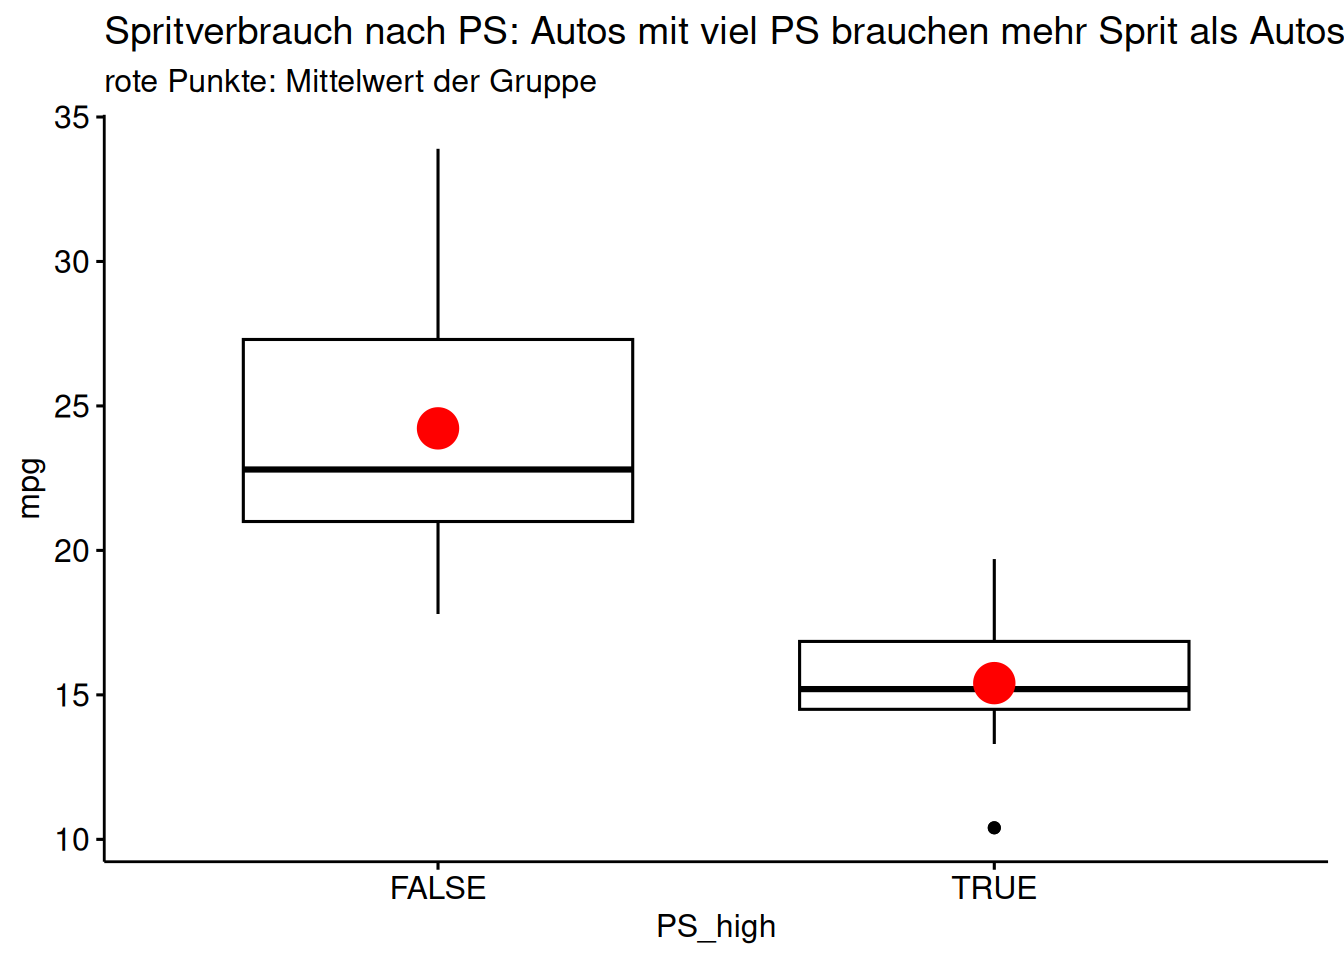 Spritverbrauch nach PS: Autos mit viel PS brauchen mehr Sprit als Autos
rote Punkte: Mittelwert der Gruppe
35
30
25
20
15
10
mpg
FALSE
TRUE
PS_high